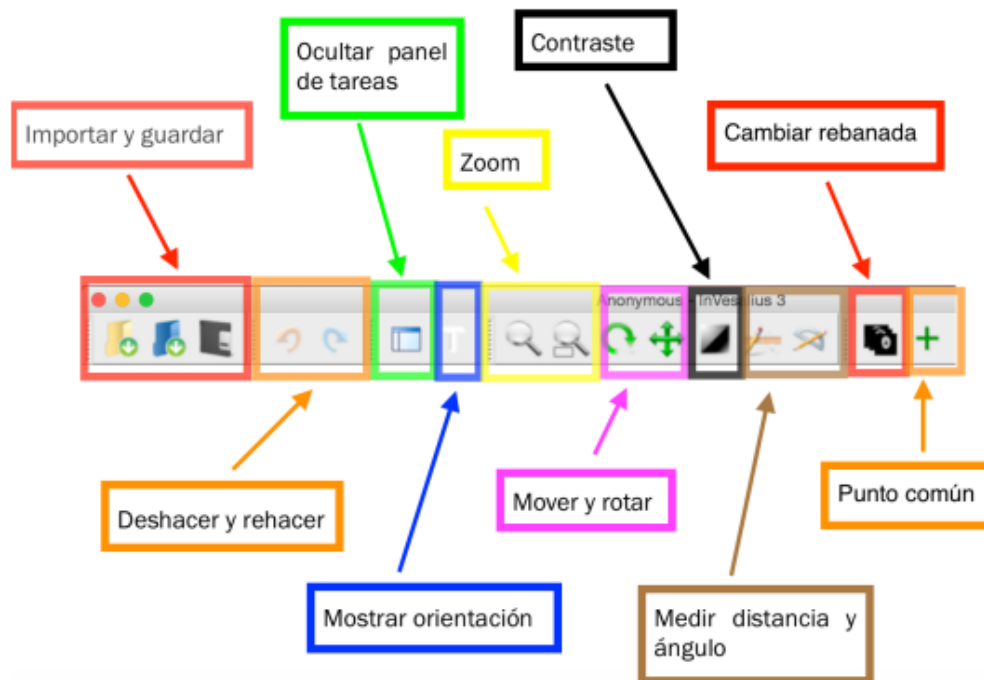 Contraste
Ocultar panel
de tareas
Importar y guardar
Cambiar rebanada
Zoom
Anonymous - InVesalius 3
T
Deshacer y rehacer
Mover y rotar
Punto común
Mostrar orientación
Medir distancia y
ángulo